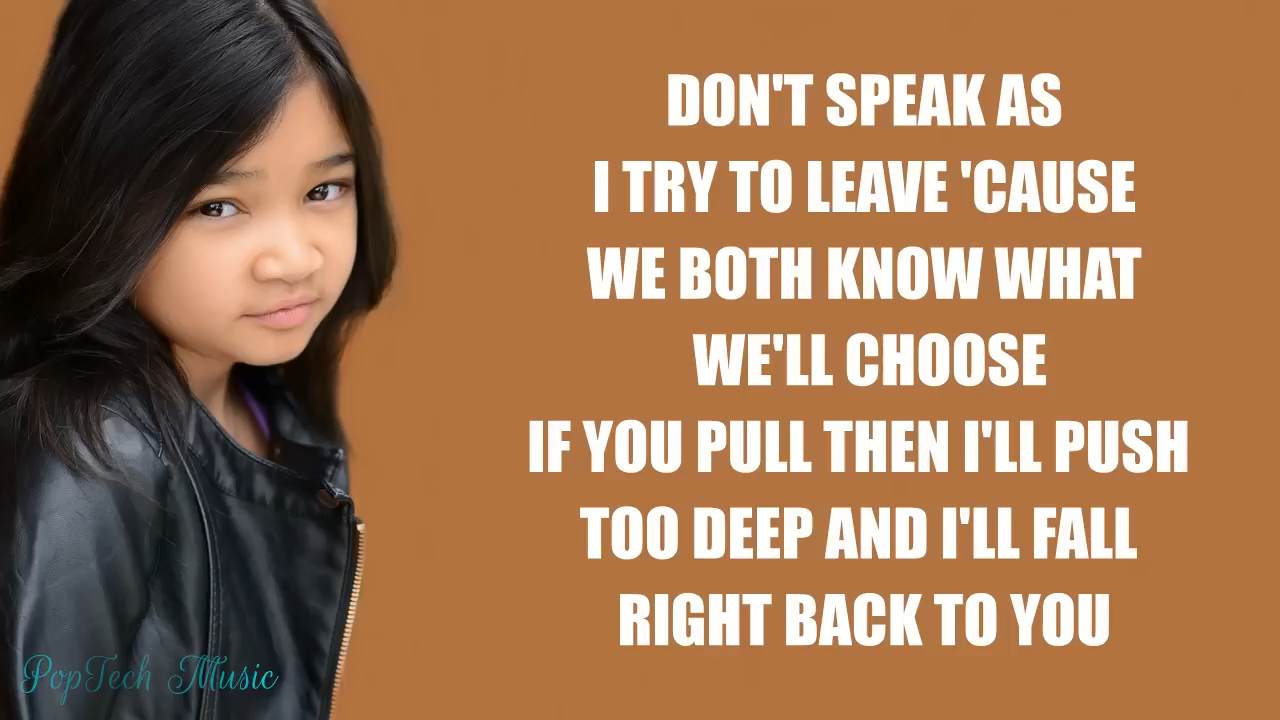 DON'T SPEAK AS
I TRY TO LEAVE 'CAUSE
WE BOTH KNOW WHAT
WE'LL CHOOSE
IF YOU PULL THEN I'LL PUSH
TOO DEEP AND I'LL FALL
RIGHT BACK TO YOU
PopTech Music